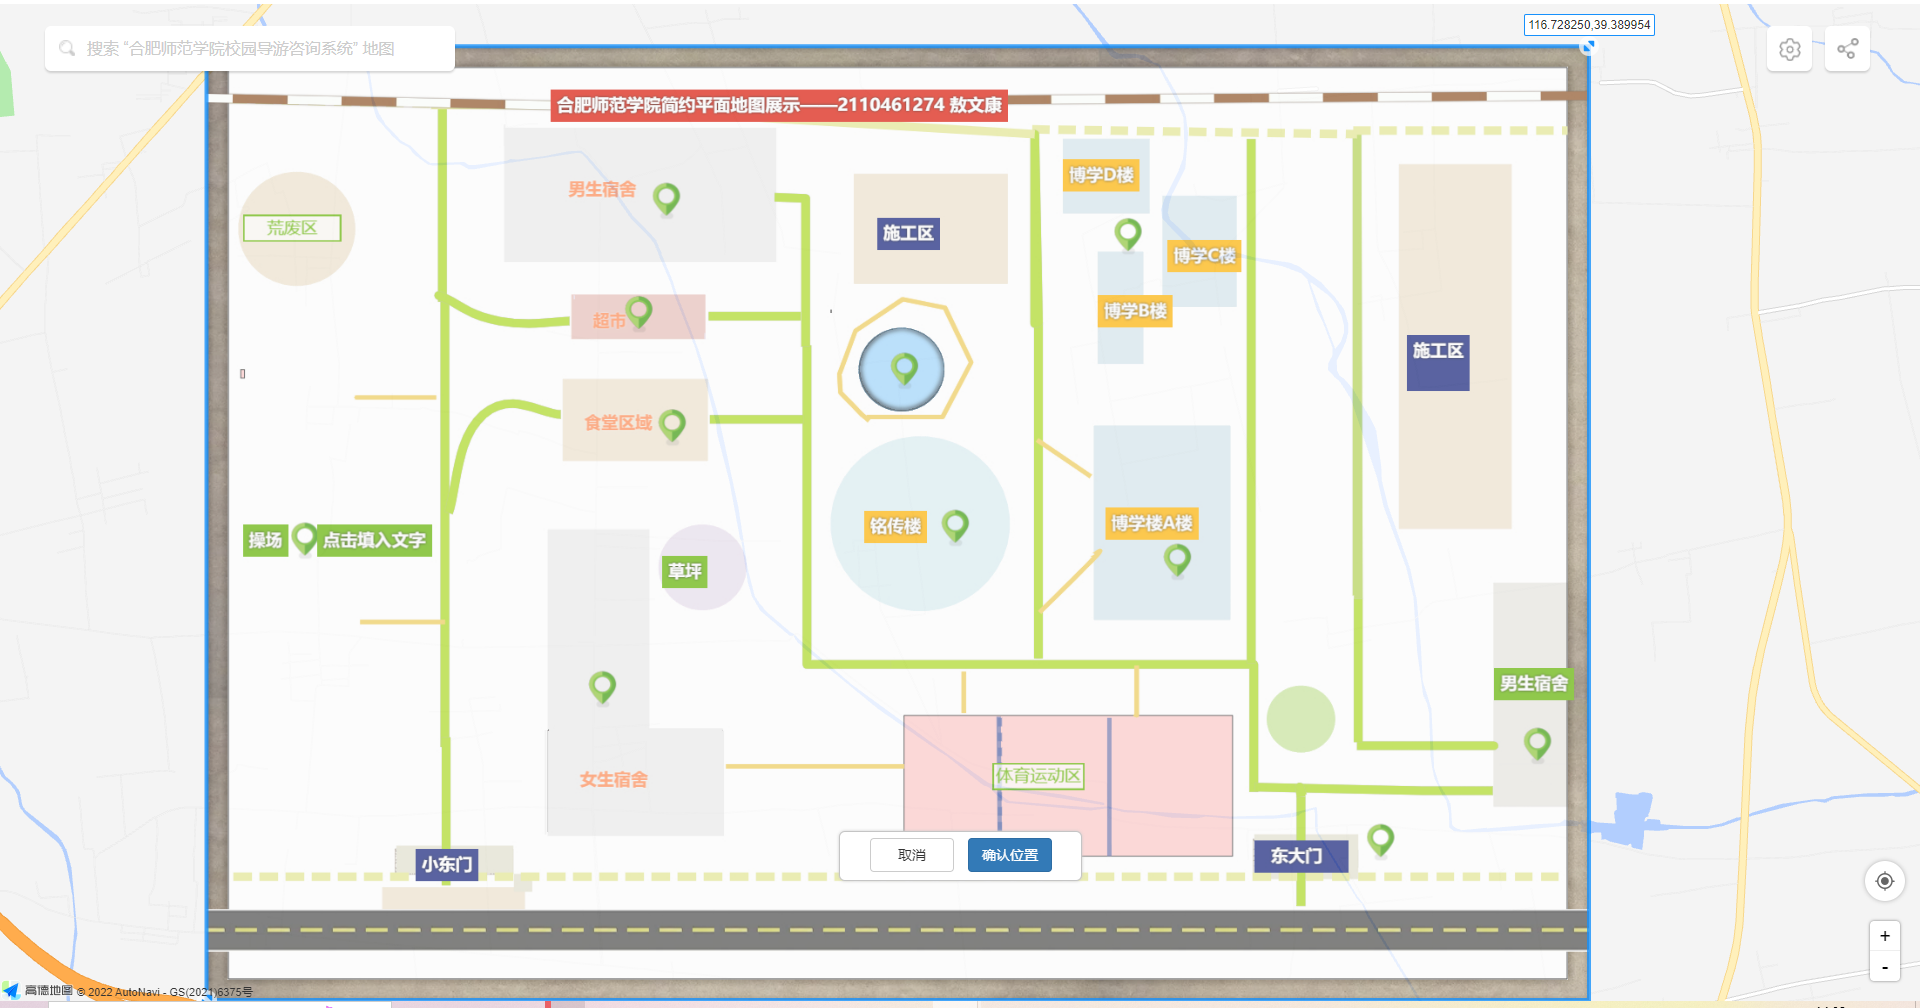 116.728250,39.389954
搜索 “合肥师范学院校园导游咨询系统” 地图
合肥师范学院简约平面地图展示——2110461274 敖文康
博学D楼
男生宿舍
荒废区
施工区
博学C楼
博学B楼
超市
施工区
食堂区域
博学楼A楼
铭传楼
操场
点击填入文字
草坪
男生宿舍
体育运动区
女生宿舍
取消
确认位置
东大门
小东门
+
-
高德地图 © 2022 AutoNavi - GS(2021)6375号